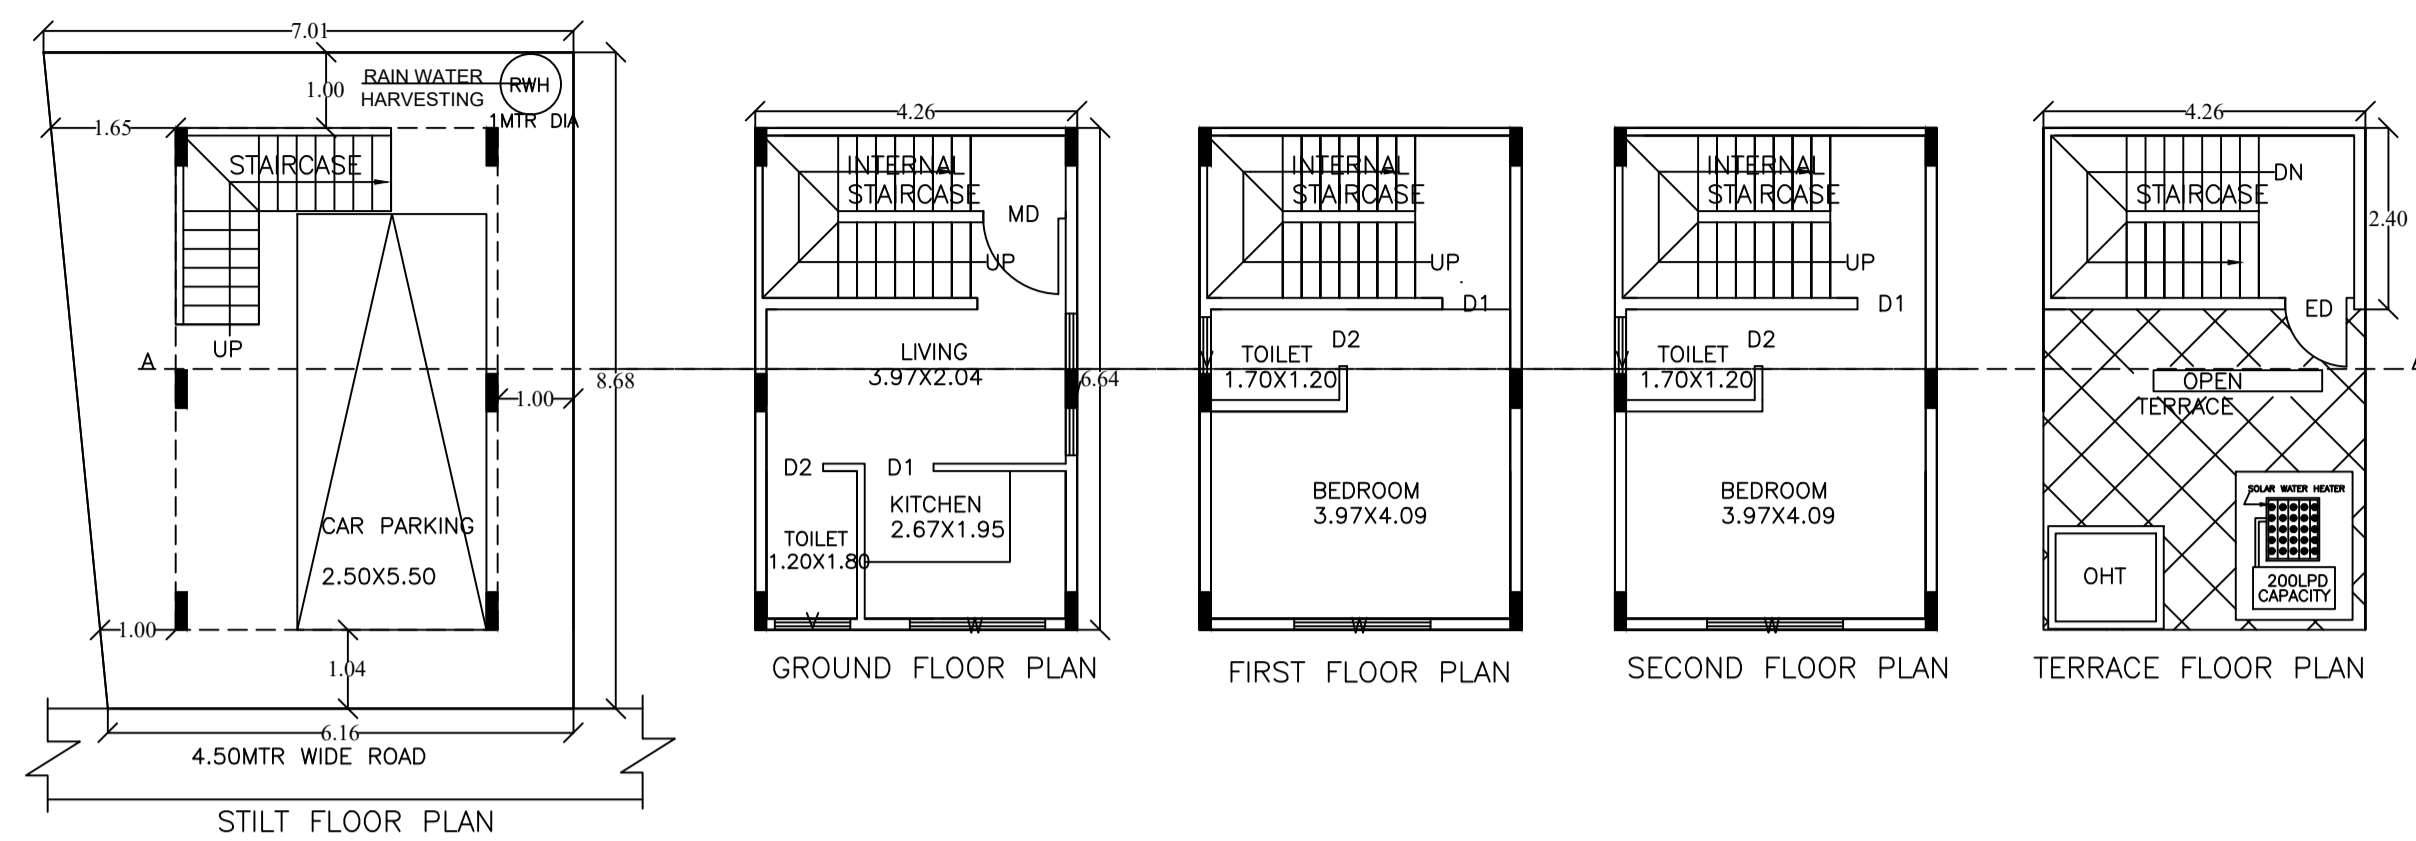 7.01
1.00
RAIN WATER
HARVESTING
RWH
1MTR DIA
1.65
STAIRCASE
UP
A
8.68
1.00
CAR PARKING
2.50X5.50
1.00
1.04
6.16
4.50MTR WIDE ROAD
STILT FLOOR PLAN
4.26
INTERNAL
STAIRCASE
MD
UP
LIVING
3.97X2.04
6.64
D2
D1
KITCHEN
2.67X1.95
TOILET
1.20X1.80
V
W
GROUND FLOOR PLAN
INTERNAL
STAIRCASE
UP
D1
D2
TOILET
1.70X1.20
V
BEDROOM
3.97X4.09
W
FIRST FLOOR PLAN
INTERNAL
STAIRCASE
UP
D1
D2
TOILET
1.70X1.20
V
BEDROOM
3.97X4.09
W
SECOND FLOOR PLAN
4.26
DN
STAIRCASE
2.40
ED
OPEN
TERRACE
SOLAR WATER HEATER
OHT
200LPD
CAPACITY
TERRACE FLOOR PLAN